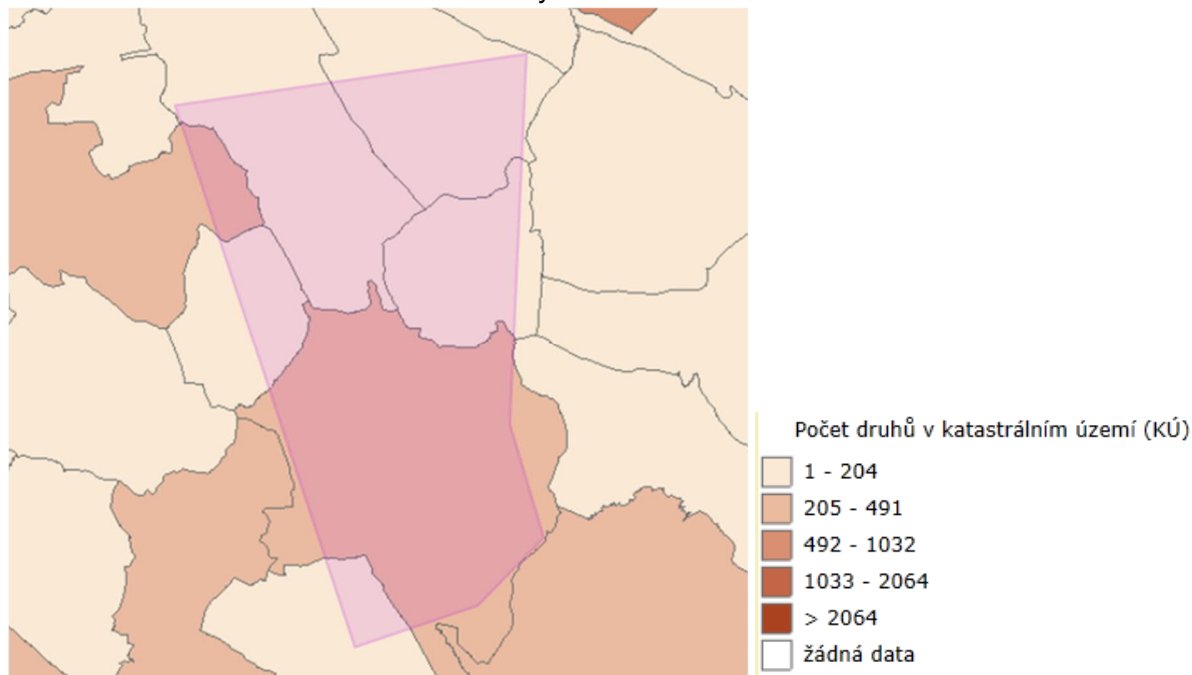 Počet druhů v katastrálním území (KÚ)
1 - 204
205 - 491
492 - 1032
1033 - 2064
> 2064
žádná data